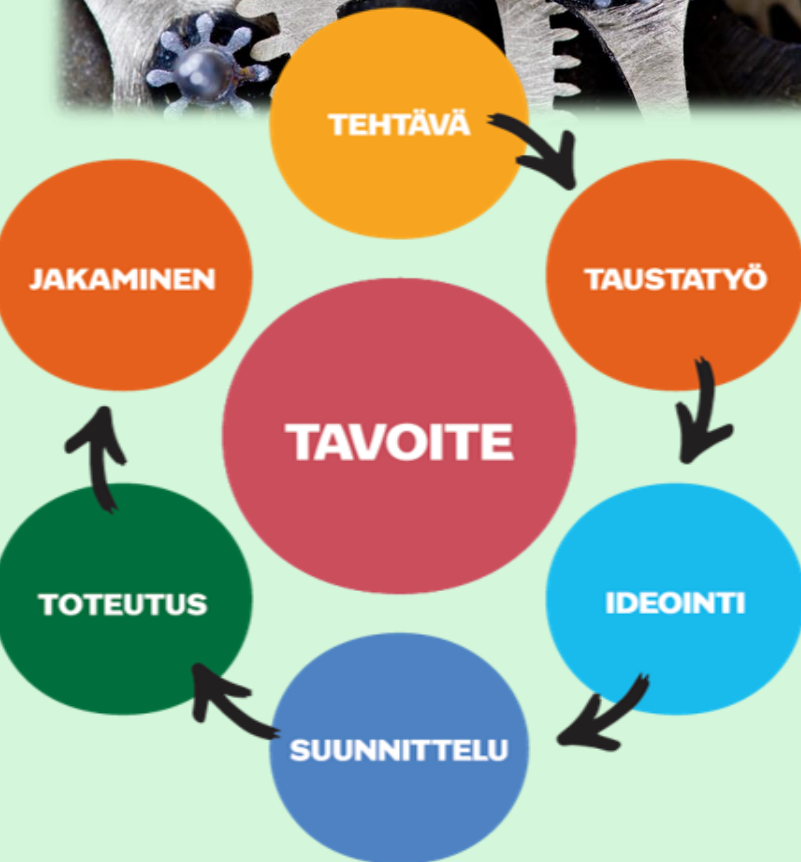 TEHTÄVÄ
TAUSTATYÖ
IDEOINTI
SUUNNITTELU
TOTEUTUS
JAKAMINEN
TAVOITE